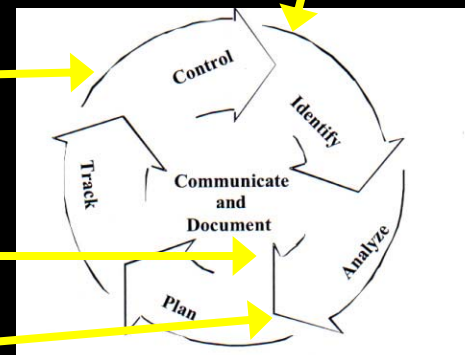 Control
Identify
Track
Communicate
and
Document
Analyze
Plan